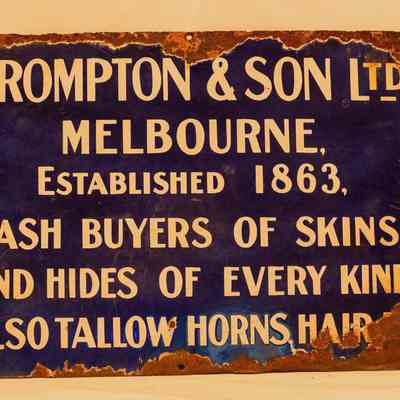 ROMPTON & SON LTD
MELBOURNE,
ESTABLISHED 1863,
ASH BUYERS OF SKINS
ND HIDES OF EVERY KIN
LSO TALLOW HORNS, HAIR